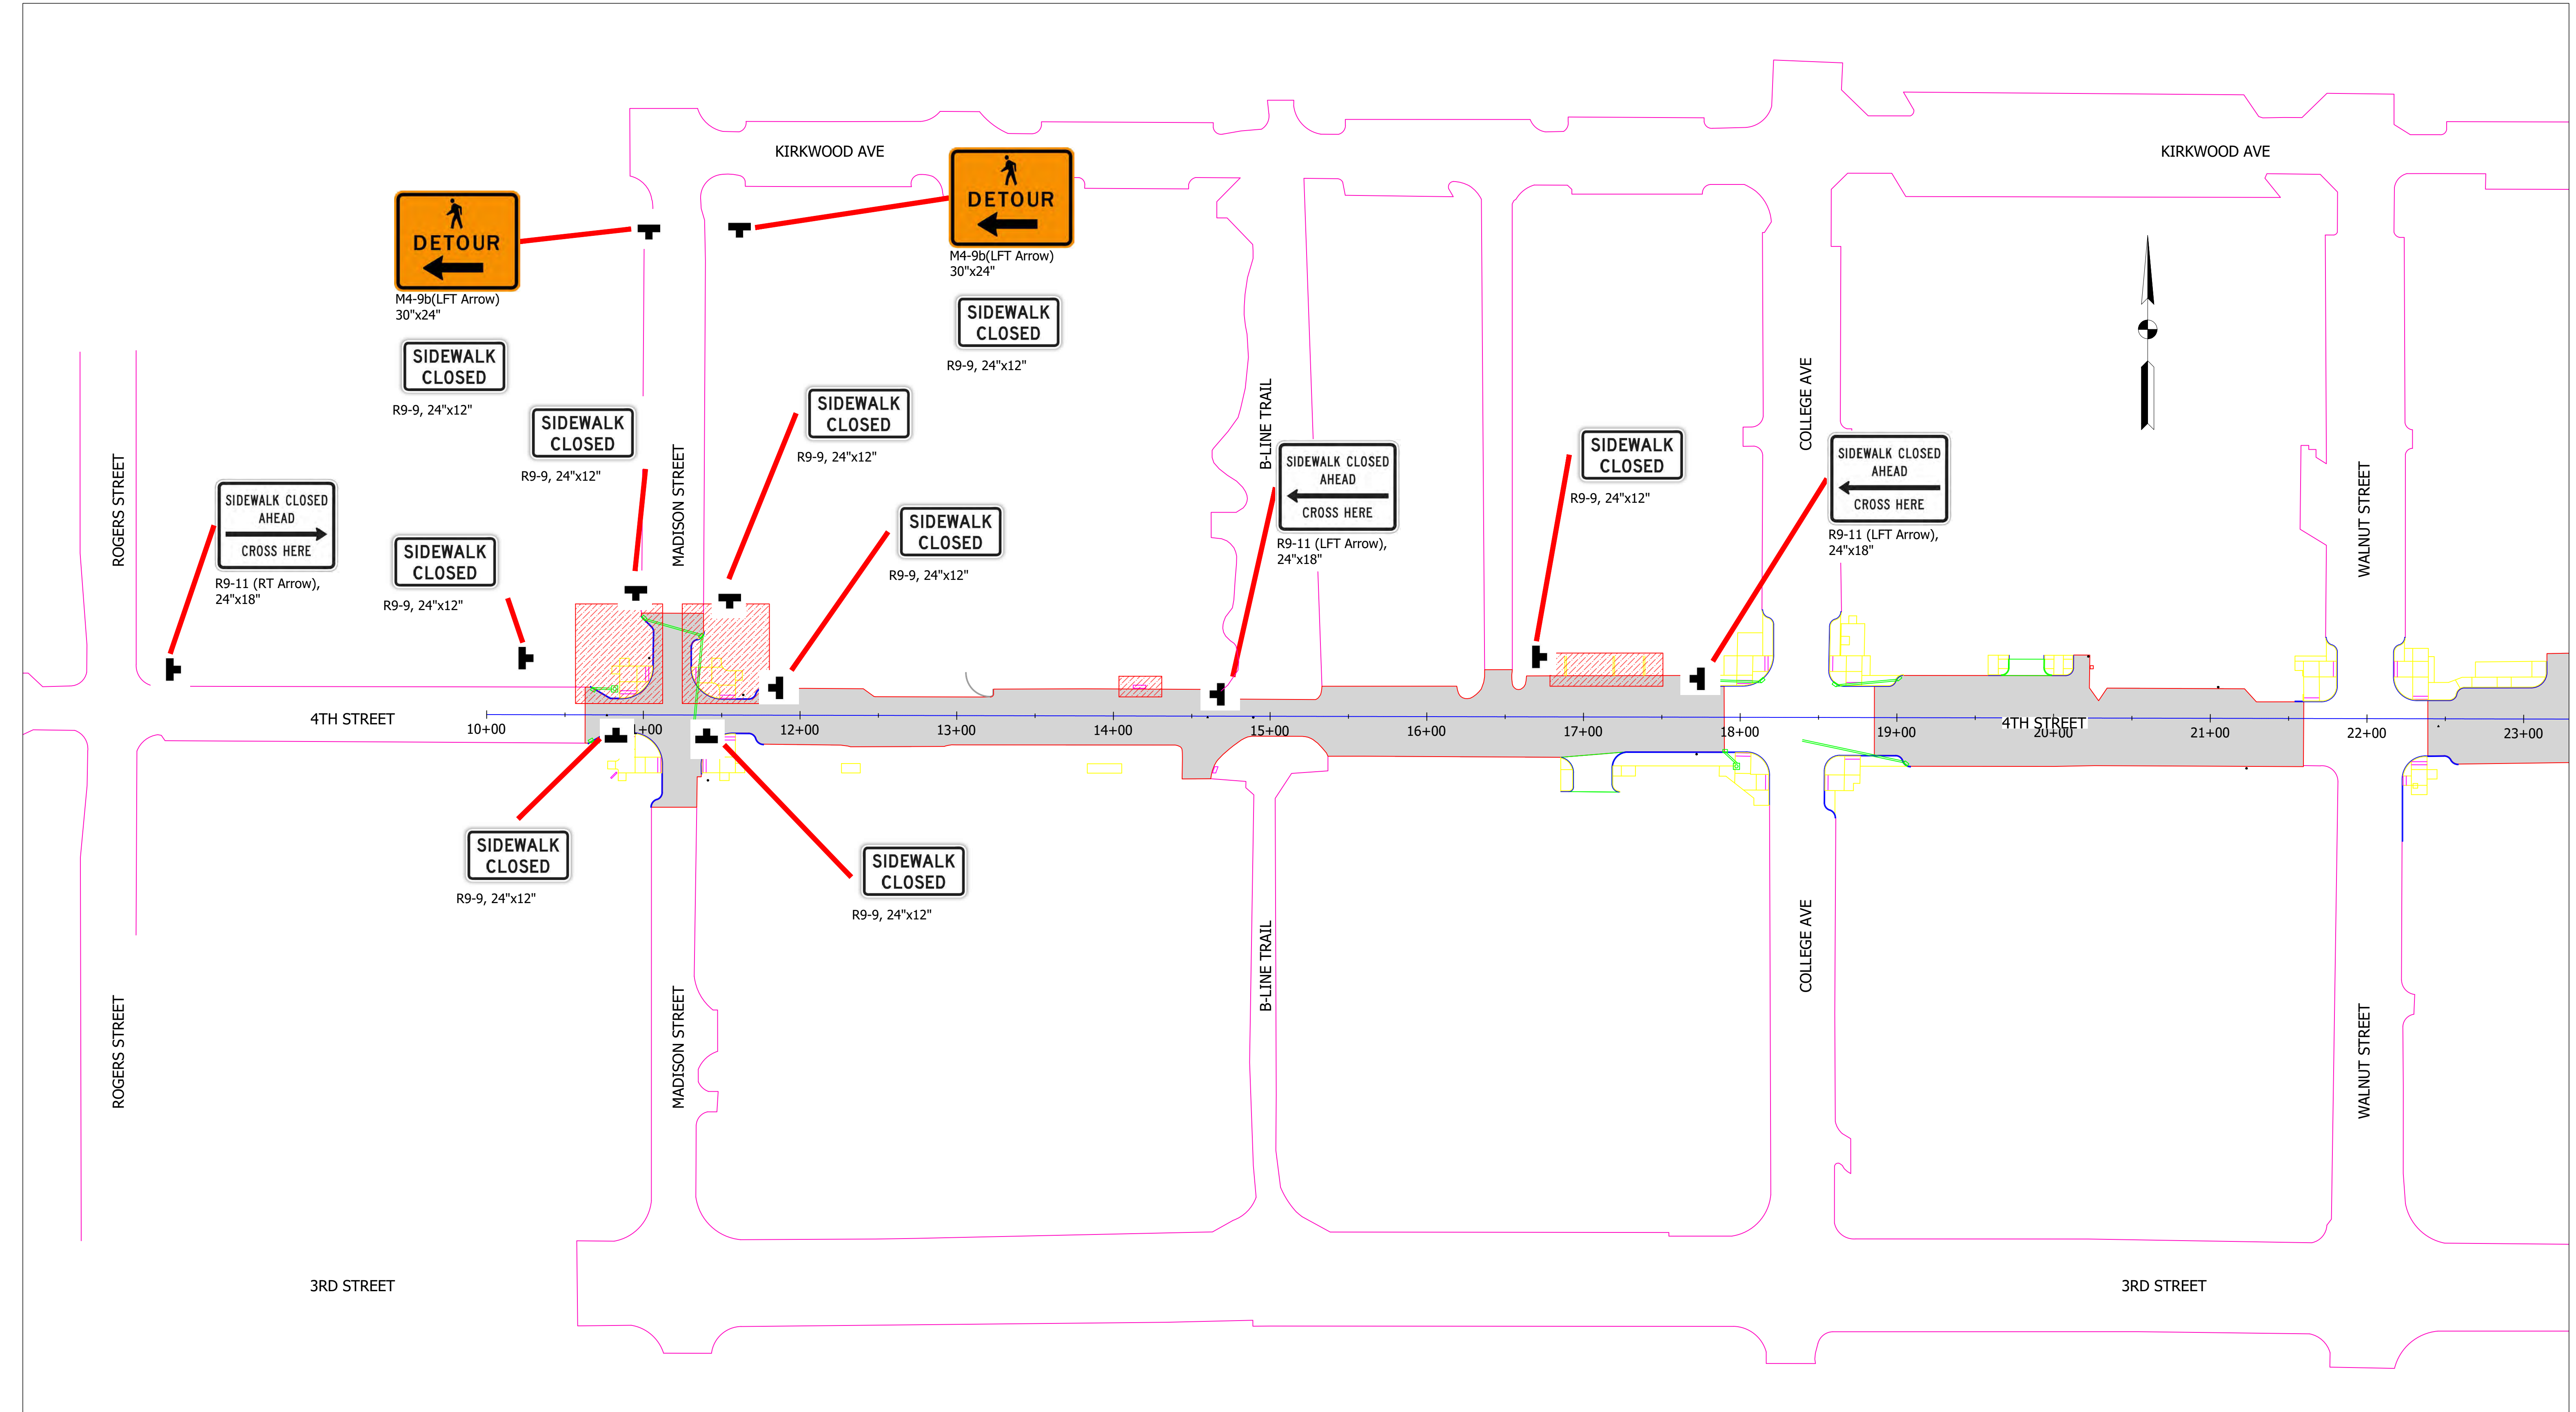 KIRKWOOD AVE
KIRKWOOD AVE
DETOUR
M4-9b(LFT Arrow)
30"x24"
DETOUR
M4-9b(LFT Arrow)
30"x24"
SIDEWALK
CLOSED
R9-9, 24"x12"
SIDEWALK
CLOSED
R9-9, 24"x12"
SIDEWALK
CLOSED
R9-9, 24"x12"
SIDEWALK
CLOSED
R9-9, 24"x12"
SIDEWALK CLOSED
AHEAD
CROSS HERE
R9-11 (LFT Arrow),
24"x18"
SIDEWALK
CLOSED
R9-9, 24"x12"
SIDEWALK CLOSED
AHEAD
CROSS HERE
R9-11 (LFT Arrow),
24"x18"
SIDEWALK CLOSED
AHEAD
CROSS HERE
R9-11 (RT Arrow),
24"x18"
SIDEWALK
CLOSED
R9-9, 24"x12"
SIDEWALK
CLOSED
R9-9, 24"x12"
ROGERS STREET
MADISON STREET
B-LINE TRAIL
COLLEGE AVE
WALNUT STREET
4TH STREET
4TH STREET
10+00
1+00
12+00
13+00
14+00
15+00
16+00
17+00
18+00
19+00
20+00
21+00
22+00
23+00
SIDEWALK
CLOSED
R9-9, 24"x12"
SIDEWALK
CLOSED
R9-9, 24"x12"
ROGERS STREET
MADISON STREET
B-LINE TRAIL
COLLEGE AVE
WALNUT STREET
3RD STREET
3RD STREET